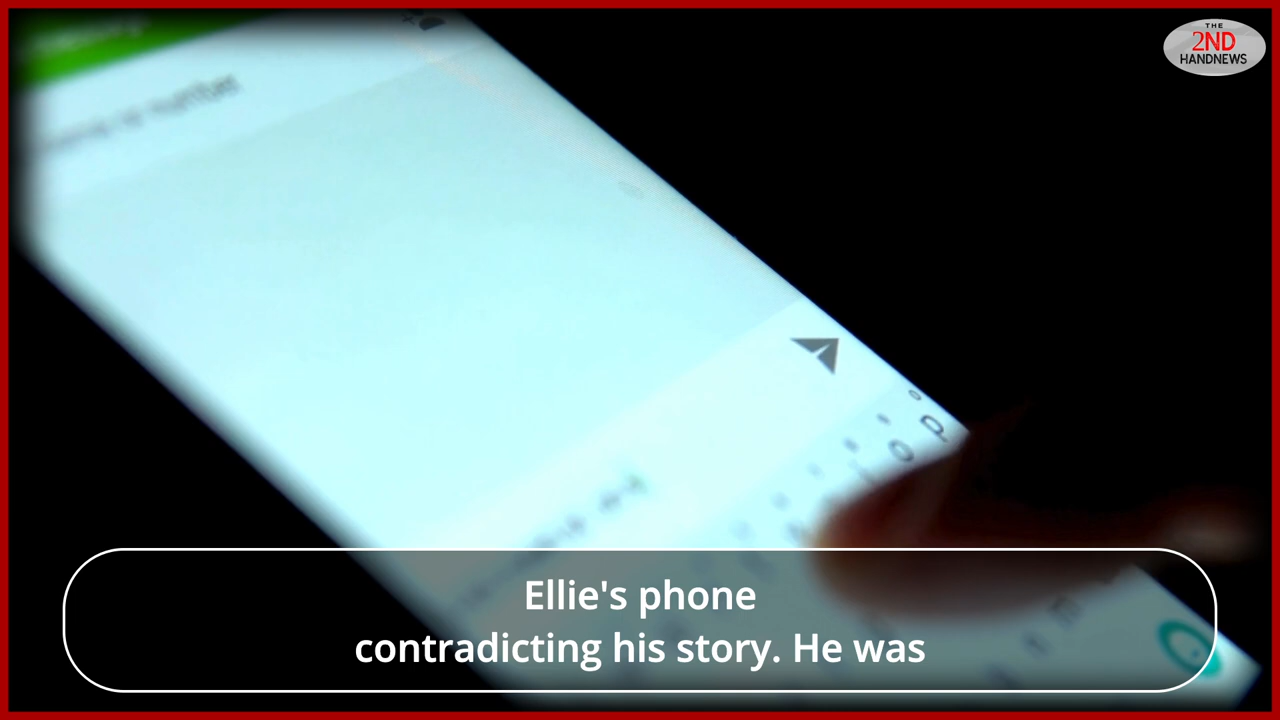 THE
2ND
HANDNEWS
o p
Ellie's phone
contradicting his story. He was